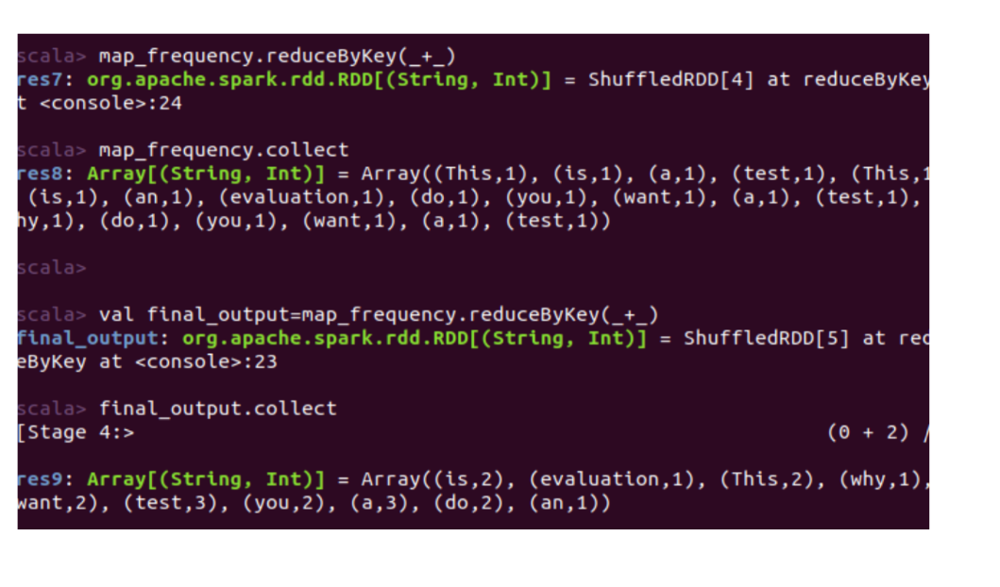 scala> map_frequency.reduceByKey(_+_)
res7: org.apache.spark.rdd.RDD[(String, Int)] = ShuffledRDD[4] at reduceByKey
t <console>:24
scala> map_frequency.collect
res8: Array[(String, Int)] = Array((This,1), (is,1), (a,1), (test,1), (This,1
(is,1), (an,1), (evaluation,1), (do,1), (you,1), (want,1), (a,1), (test,1),
hy,1), (do,1), (you,1), (want,1), (a,1), (test,1))
scala>
scala> val final_output=map_frequency.reduceByKey(_+_)
final_output: org.apache.spark.rdd.RDD[(String, Int)] = ShuffledRDD[5] at red
eByKey at <console>:23
scala> final_output.collect
[Stage 4:> (0 + 2) /
res9: Array[(String, Int)] = Array((is,2), (evaluation,1), (This,2), (why,1),
want,2), (test,3), (you,2), (a,3), (do,2), (an,1))